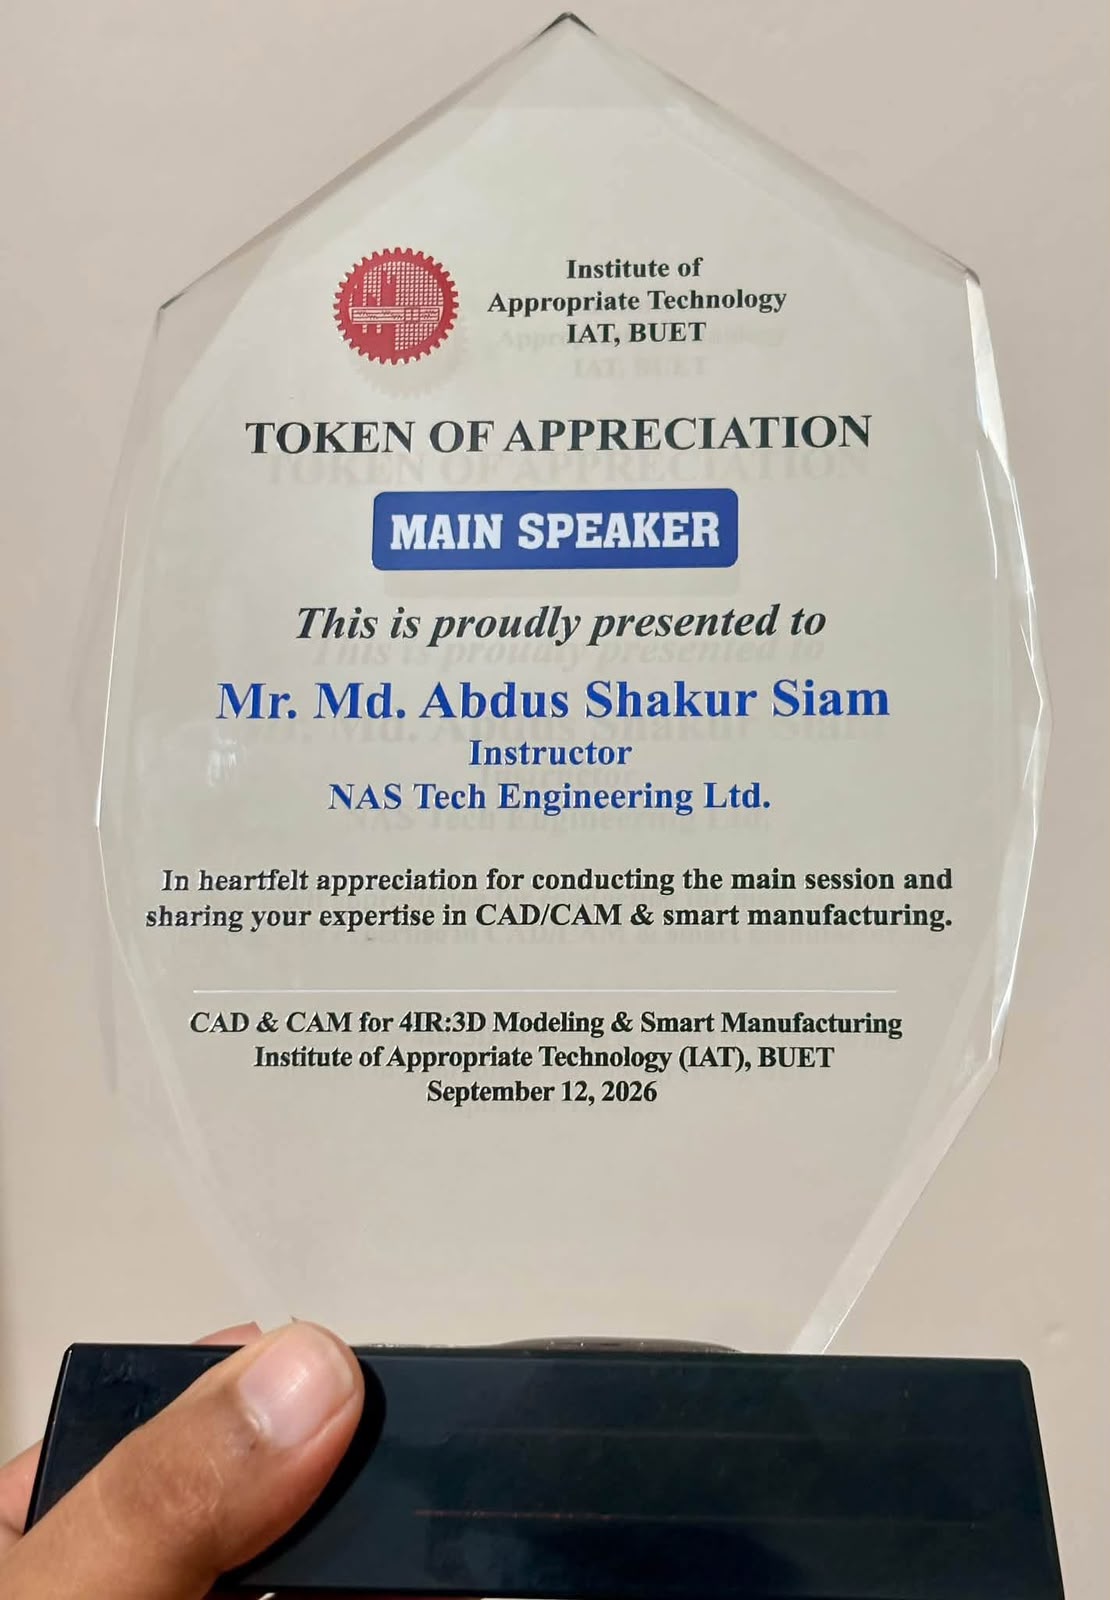 Institute of
Appropriate Technology
IAT, BUET
TOKEN OF APPRECIATION
MAIN SPEAKER
This is proudly presented to
Mr. Md. Abdus Shakur Siam
Instructor
NAS Tech Engineering Ltd.
In heartfelt appreciation for conducting the main session and
sharing your expertise in CAD/CAM & smart manufacturing.
CAD & CAM for 4IR:3D Modeling & Smart Manufacturing
Institute of Appropriate Technology (IAT), BUET
September 12, 2026